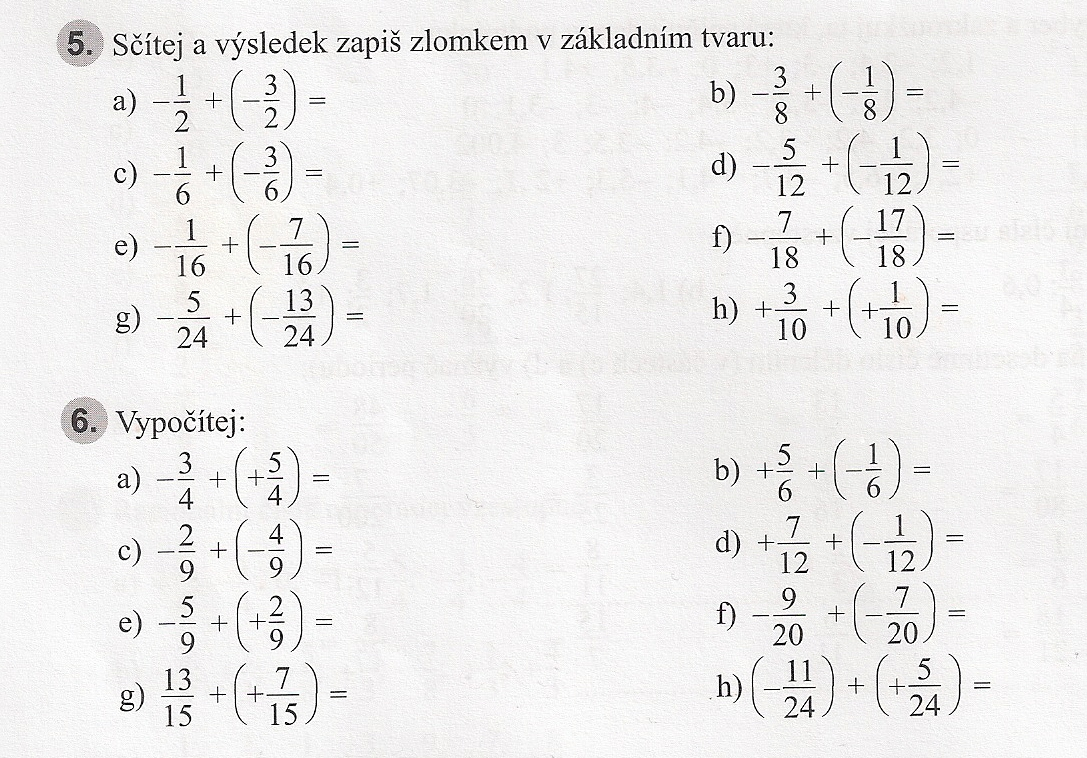 5. Sčítej a výsledek zapiš zlomkem v základním tvaru:
a) −1/2 + (−3/2) = b) −3/8 + (−1/8) =
c) −1/6 + (−3/6) = d) −5/12 + (−1/12) =
e) −1/16 + (−7/16) = f) −7/18 + (−17/18) =
g) −5/24 + (−13/24) = h) +3/10 + (+1/10) =
6. Vypočítej:
a) −3/4 + (+5/4) = b) +5/6 + (−1/6) =
c) −2/9 + (−4/9) = d) +7/12 + (−1/12) =
e) −5/9 + (+2/9) = f) −9/20 + (−7/20) =
g) 13/15 + (+7/15) = h) (−11/24) + (+5/24) =